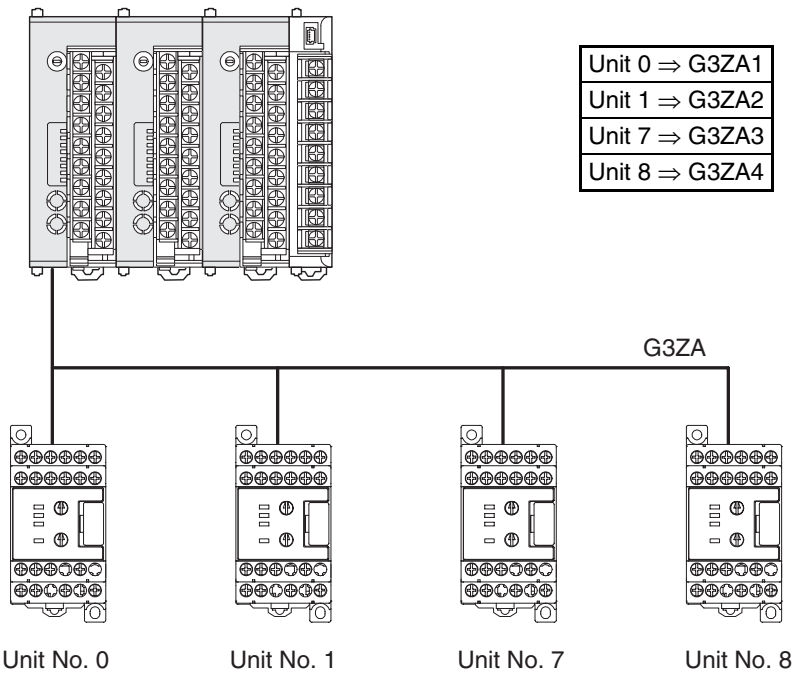 Unit 0 ⇒ G3ZA1
Unit 1 ⇒ G3ZA2
Unit 7 ⇒ G3ZA3
Unit 8 ⇒ G3ZA4
G3ZA
Unit No. 0
Unit No. 1
Unit No. 7
Unit No. 8